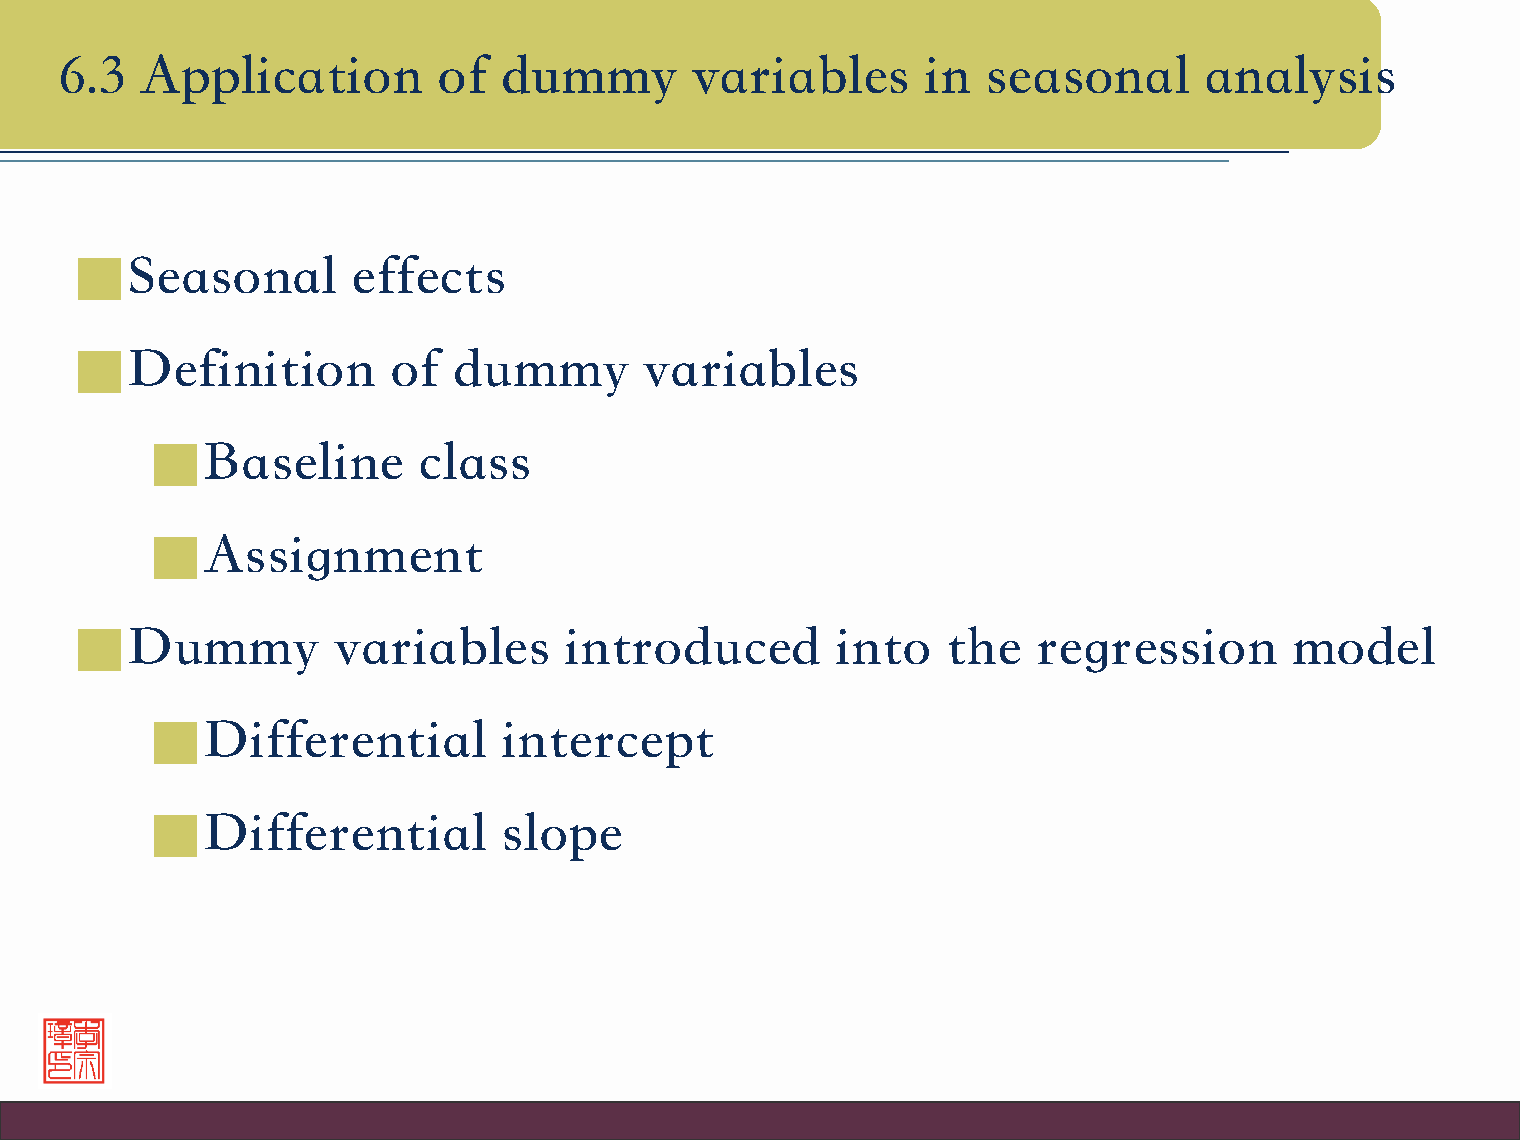 6.3 Application of dummy variables in seasonal analysis
Seasonal effects
Definition of dummy variables
Baseline class
Assignment
Dummy variables introduced into the regression model
Differential intercept
Differential slope